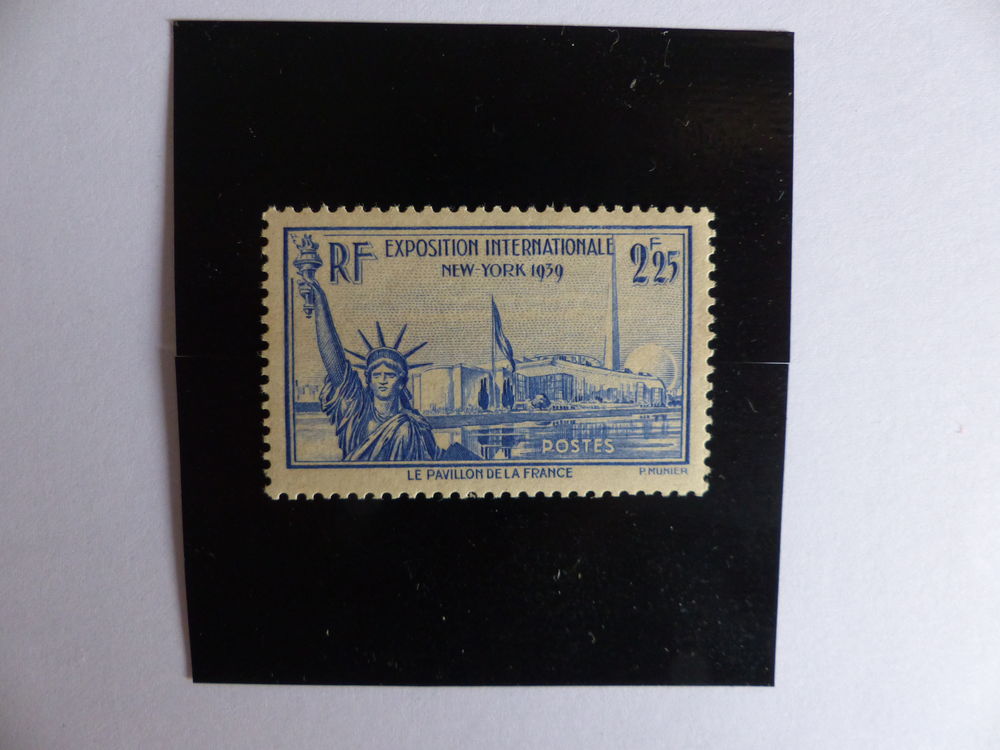 RF EXPOSITION INTERNATIONALE 2F25
NEW-YORK 1939
POSTES
LE PAVILLON DE LA FRANCE P. MUNIER